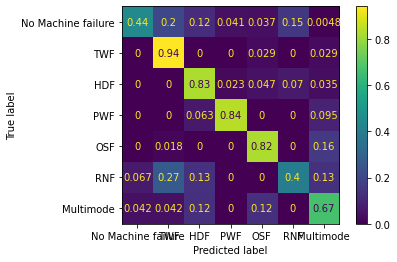 No Machine failure 0.44 0.2 0.12 0.041 0.037 0.15 0.0048
TWF 0 0.94 0 0 0.029 0 0.029
HDF 0 0 0.83 0.023 0.047 0.07 0.035
PWF 0 0 0.063 0.84 0 0 0.095
OSF 0 0.018 0 0 0.82 0 0.16
RNF 0.067 0.27 0.13 0 0 0.4 0.13
Multimode 0.042 0.042 0.12 0 0.12 0 0.67
No Machine failure TWF HDF PWF OSF RNF Multimode
Predicted label
True label
0.8
0.6
0.4
0.2
0.0